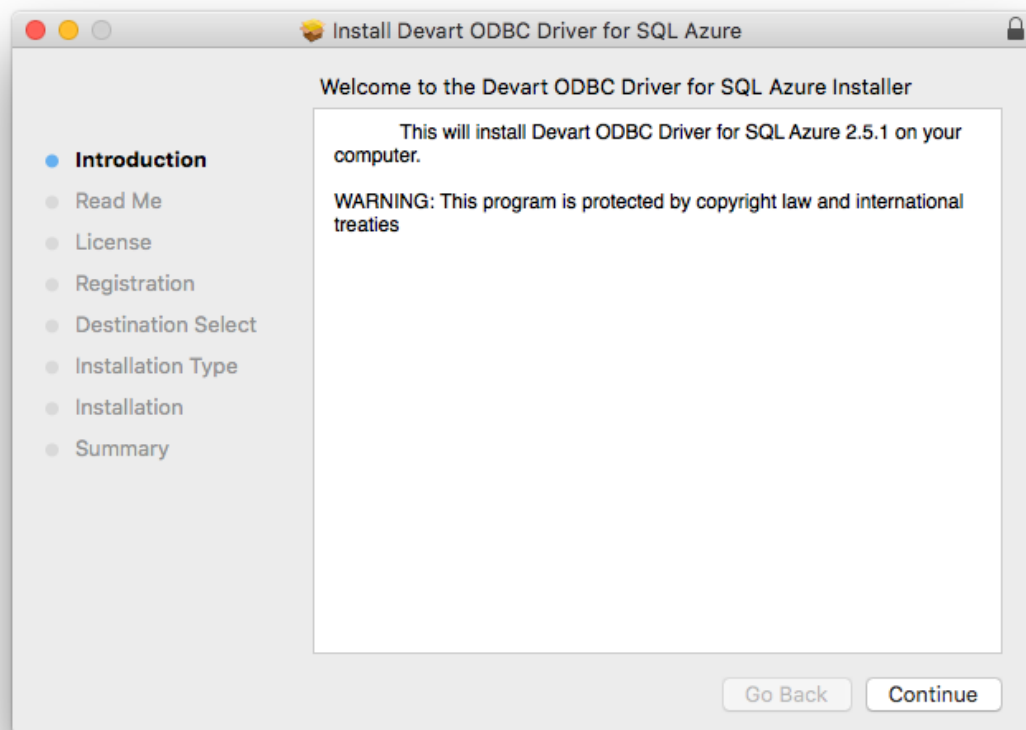 Install Devart ODBC Driver for SQL Azure
Welcome to the Devart ODBC Driver for SQL Azure Installer
Introduction
Read Me
License
Registration
Destination Select
Installation Type
Installation
Summary
This will install Devart ODBC Driver for SQL Azure 2.5.1 on your
computer.
WARNING: This program is protected by copyright law and international
treaties
Go Back
Continue